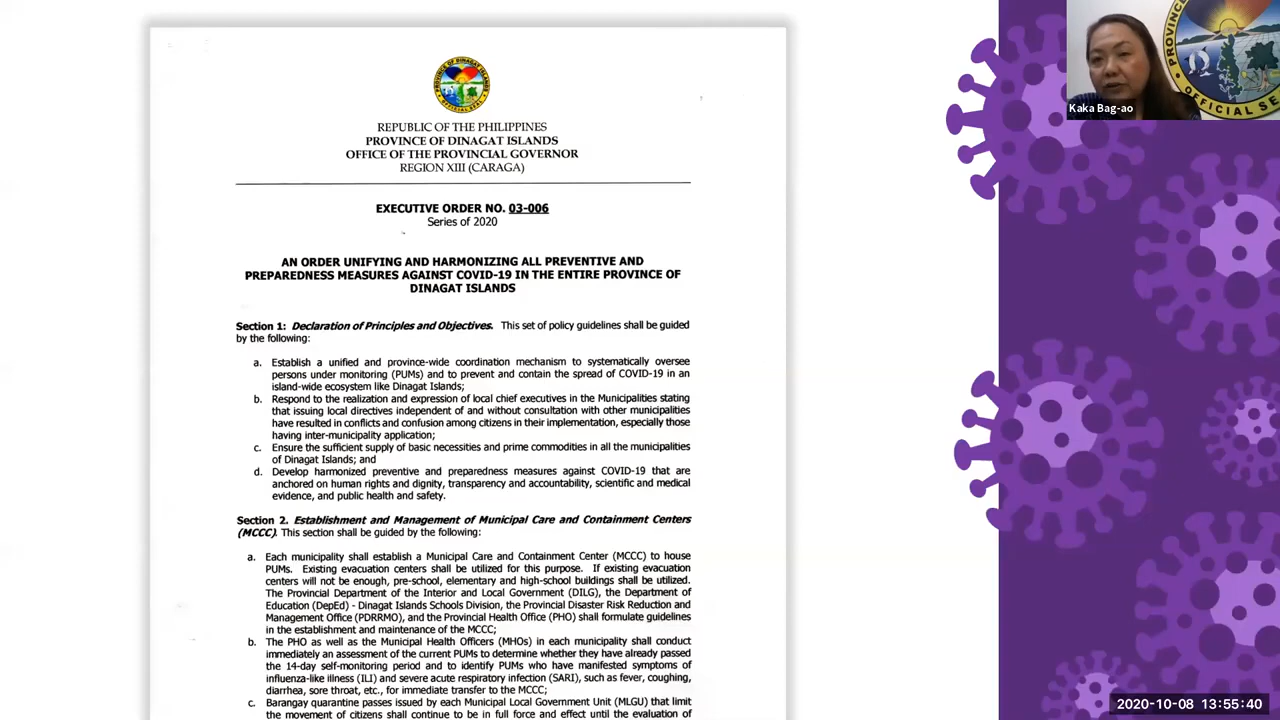 REPUBLIC OF THE PHILIPPINES
PROVINCE OF DINAGAT ISLANDS
OFFICE OF THE PROVINCIAL GOVERNOR
REGION XIII (CARAGA)
EXECUTIVE ORDER NO. 03-006
Series of 2020
AN ORDER UNIFYING AND HARMONIZING ALL PREVENTIVE AND
PREPAREDNESS MEASURES AGAINST COVID-19 IN THE ENTIRE PROVINCE OF
DINAGAT ISLANDS
Section 1: Declaration of Principles and Objectives. This set of policy guidelines shall be guided
by the following:
a. Establish a unified and province-wide coordination mechanism to systematically oversee
persons under monitoring (PUMs) and to prevent and contain the spread of COVID-19 in an
island-wide ecosystem like Dinagat Islands;
b. Respond to the realization and expression of local chief executives in the Municipalities stating
that issuing local directives independent of and without consultation with other municipalities
have resulted in conflicts and confusion among citizens in their implementation, especially those
having inter-municipality application;
c. Ensure the sufficient supply of basic necessities and prime commodities in all the municipalities
of Dinagat Islands; and
d. Develop harmonized preventive and preparedness measures against COVID-19 that are
anchored on human rights and dignity, transparency and accountability, scientific and medical
evidence, and public health and safety.
Section 2. Establishment and Management of Municipal Care and Containment Centers
(MCCC). This section shall be guided by the following:
a. Each municipality shall establish a Municipal Care and Containment Center (MCCC) to house
PUMs. Existing evacuation centers shall be utilized for this purpose. If existing evacuation
centers will not be enough, pre-school, elementary and high-school buildings shall be utilized.
The Provincial Department of the Interior and Local Government (DILG), the Department of
Education (DepEd) - Dinagat Islands Schools Division, the Provincial Disaster Risk Reduction and
Management Office (PDRRMO), and the Provincial Health Office (PHO) shall formulate guidelines
in the establishment and maintenance of the MCCC;
b. The PHO as well as the Municipal Health Officers (MHOs) in each municipality shall conduct
immediately an assessment of the current PUMs to determine whether they have already passed
the 14-day self-monitoring period and to identify PUMs who have manifested symptoms of
influenza-like illness (ILI) and severe acute respiratory infection (SARI), such as fever, coughing,
diarrhea, sore throat, etc., for immediate transfer to the MCCC;
c. Barangay quarantine passes issued by each Municipal Local Government Unit (MLGU) that limit
the movement of citizens shall continue to be in full force and effect until the evaluation of
Kaka Bag-ao
PROVINCE OF
OFFICIAL SE
2020-10-08 13:55:40